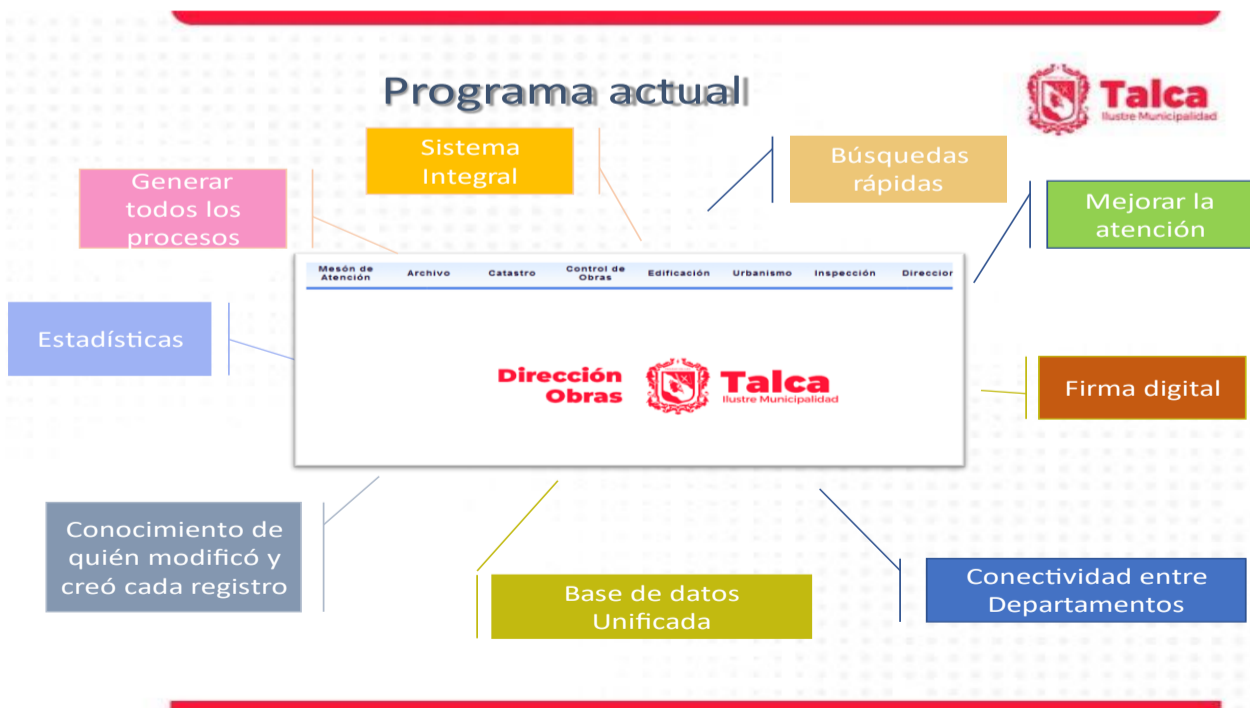 Programa actual
Talca
Ilustre Municipalidad
Sistema
Integral
Búsquedas
rápidas
Generar
todos los
procesos
Mejorar la
atención
Mesón de
Atención
Archivo
Catastro
Control de
Obras
Edificación
Urbanismo
Inspección
Direccior
Estadísticas
Dirección
Obras
Talca
Ilustre Municipalidad
Firma digital
Conocimiento de
quién modificó y
creó cada registro
Base de datos
Unificada
Conectividad entre
Departamentos